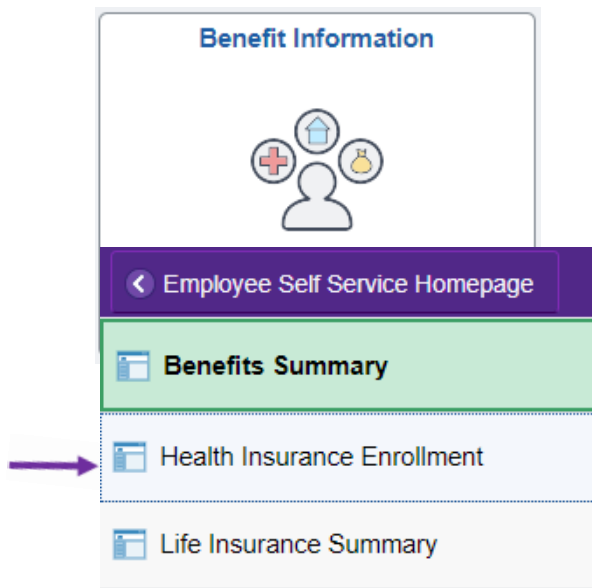 Benefit Information
Employee Self Service Homepage
Benefits Summary
Health Insurance Enrollment
Life Insurance Summary